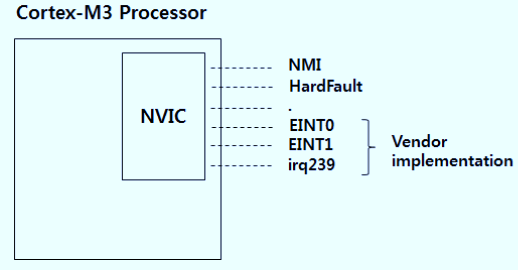 Cortex-M3 Processor
NVIC
NMI
HardFault
.
EINT0
EINT1
irq239
Vendor
implementation